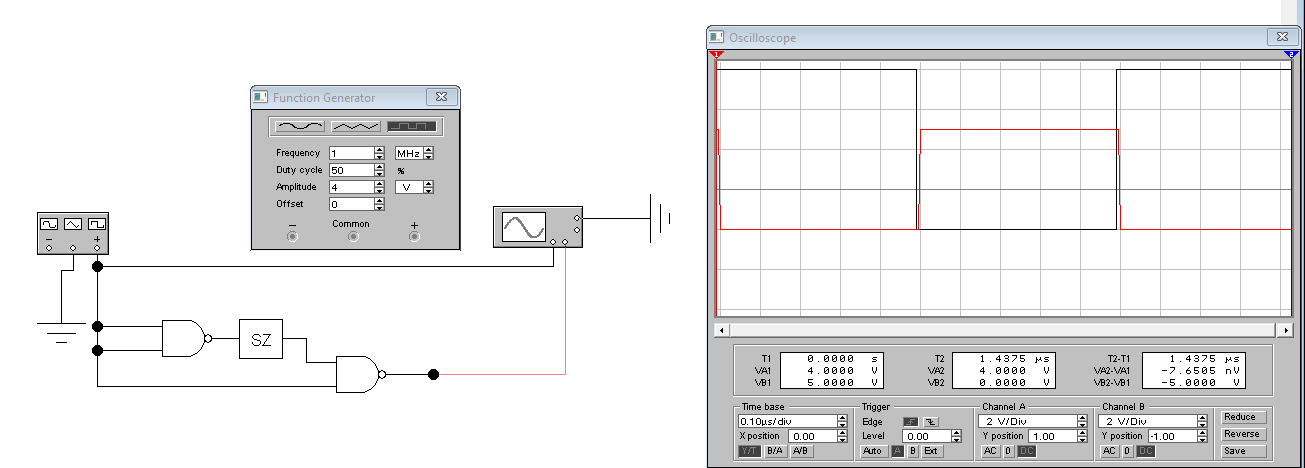 Oscilloscope
1 2
Function Generator
Frequency 1 MHz
Duty cycle 50 %
Amplitude 4 V
Offset 0
− Common +
− +
SZ
T1 0.0000 s T2 1.4375 µs T2-T1 1.4375 µs
VA1 4.0000 V VA2 4.0000 V VA2-VA1 -7.6505 nV
VB1 5.0000 V VB2 0.0000 V VB2-VB1 -5.0000 V
Time base Trigger Channel A Channel B Reduce
0.10µs/div Edge 2 V/Div 2 V/Div
X position 0.00 Level 0.00 Y position 1.00 Y position -1.00 Reverse
Y/T B/A A/B Auto A B Ext AC 0 DC AC 0 DC Save